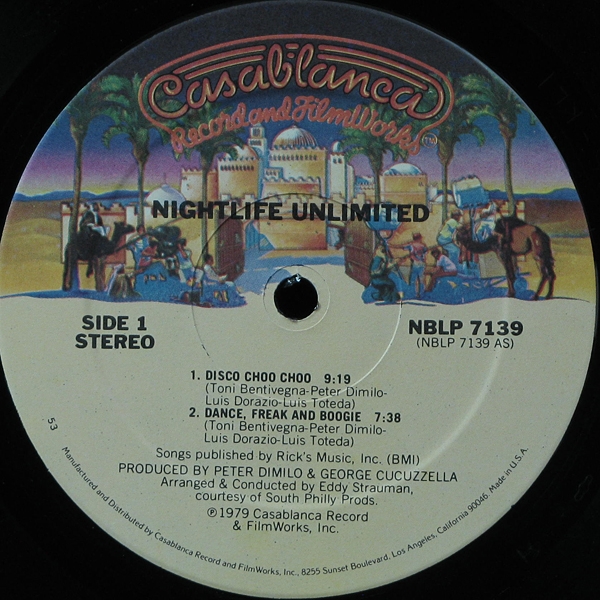 Casablanca
Record and FilmWorks
TM
NIGHTLIFE UNLIMITED
SIDE 1
STEREO
NBLP 7139
(NBLP 7139 AS)
1. DISCO CHOO CHOO 9:19
(Toni Bentivegna-Peter Dimilo-
Luis Dorazio-Luis Toteda)
2. DANCE, FREAK AND BOOGIE 7:38
(Toni Bentivegna-Peter Dimilo-
Luis Dorazio-Luis Toteda)
Songs published by Rick's Music, Inc. (BMI)
PRODUCED BY PETER DIMILO & GEORGE CUCUZZELLA
Arranged & Conducted by Eddy Strauman,
courtesy of South Philly Prods.
℗1979 Casablanca Record
& FilmWorks, Inc.
53
Manufactured and Distributed by Casablanca Record and FilmWorks, Inc., 8255 Sunset Boulevard, Los Angeles, California 90046. Made in U.S.A.